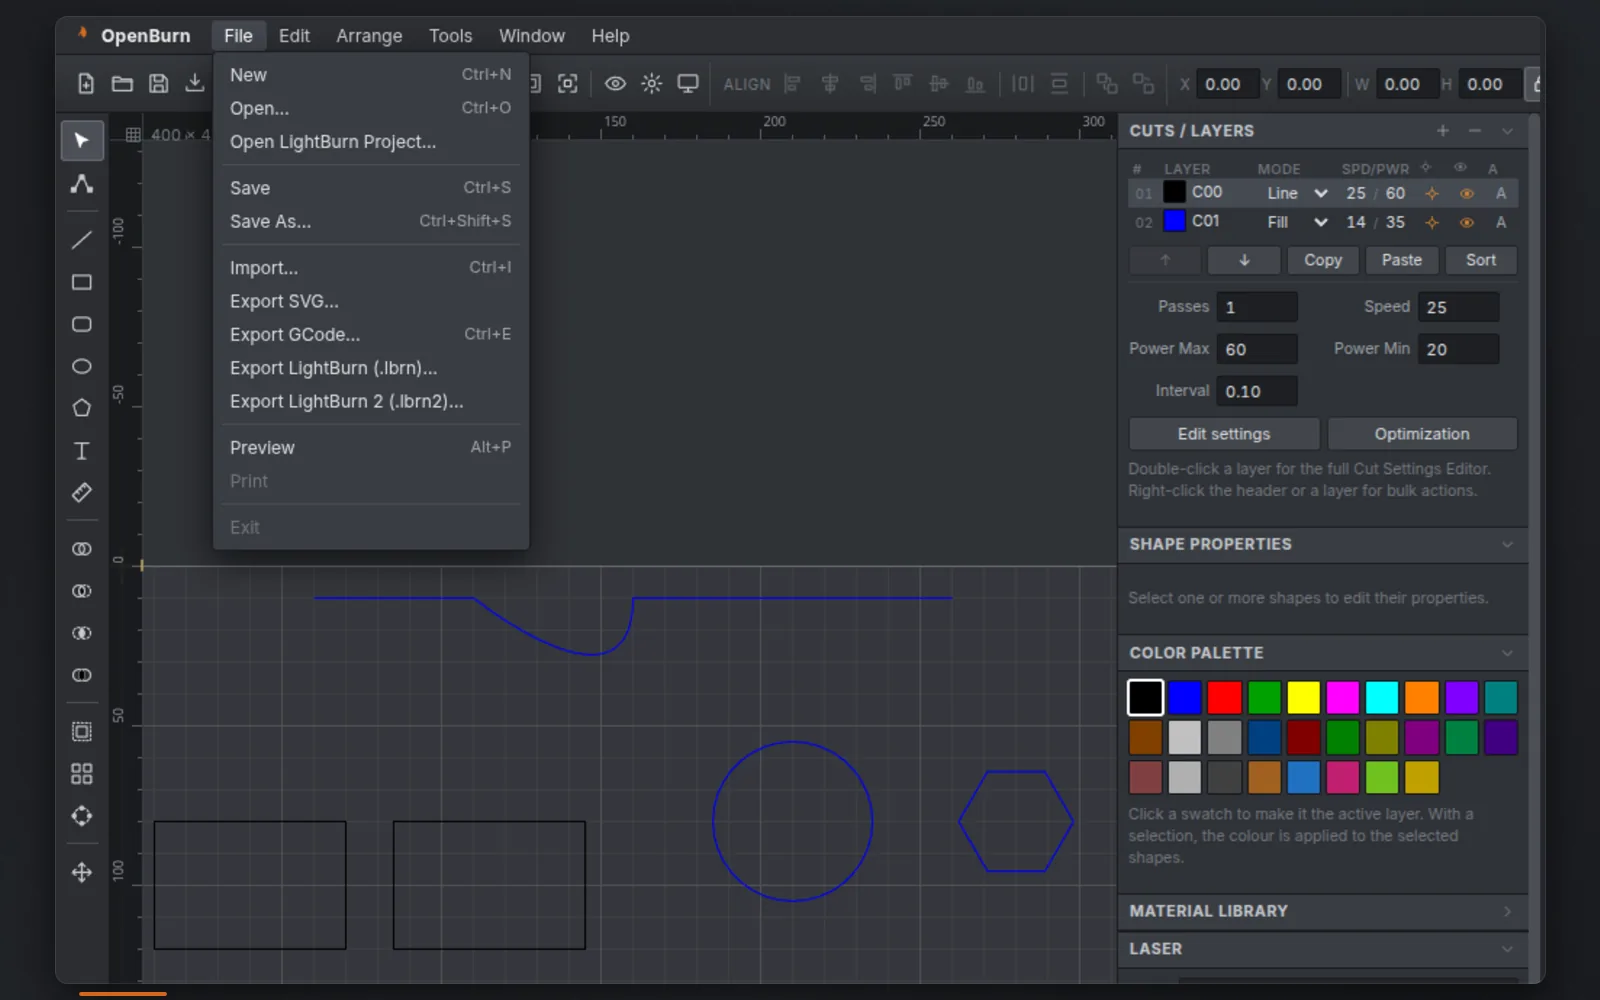 OpenBurn File Edit Arrange Tools Window Help
ALIGN X 0.00 Y 0.00 W 0.00 H 0.00
New Ctrl+N
Open... Ctrl+O
Open LightBurn Project...
Save Ctrl+S
Save As... Ctrl+Shift+S
Import... Ctrl+I
Export SVG...
Export GCode... Ctrl+E
Export LightBurn (.lbrn)...
Export LightBurn 2 (.lbrn2)...
Preview Alt+P
Print
Exit
400 × 4
150 200 250 300
-100
-50
0
50
100
CUTS / LAYERS
# LAYER MODE SPD/PWR A
01 C00 Line 25 / 60 A
02 C01 Fill 14 / 35 A
↑ ↓ Copy Paste Sort
Passes 1 Speed 25
Power Max 60 Power Min 20
Interval 0.10
Edit settings Optimization
Double-click a layer for the full Cut Settings Editor.
Right-click the header or a layer for bulk actions.
SHAPE PROPERTIES
Select one or more shapes to edit their properties.
COLOR PALETTE
Click a swatch to make it the active layer. With a
selection, the colour is applied to the selected
shapes.
MATERIAL LIBRARY
LASER